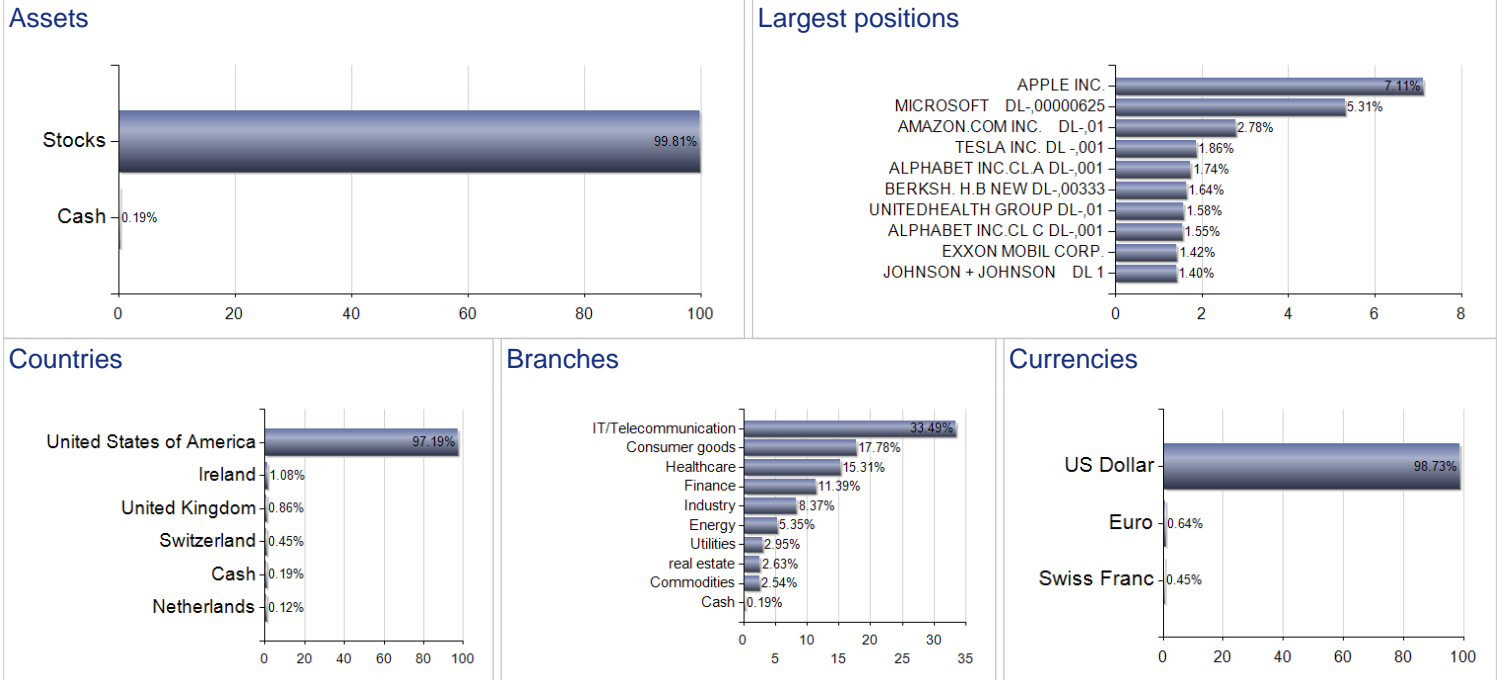 Assets
Stocks
99.81%
Cash
0.19%
0 20 40 60 80 100
Largest positions
APPLE INC. 7.11%
MICROSOFT DL-,00000625 5.31%
AMAZON.COM INC. DL-,01 2.78%
TESLA INC. DL -,001 1.86%
ALPHABET INC.CL.A DL-,001 1.74%
BERKSH. H.B NEW DL-,00333 1.64%
UNITEDHEALTH GROUP DL-,01 1.58%
ALPHABET INC.CL C DL-,001 1.55%
EXXON MOBIL CORP. 1.42%
JOHNSON + JOHNSON DL 1 1.40%
0 2 4 6 8
Countries
United States of America 97.19%
Ireland 1.08%
United Kingdom 0.86%
Switzerland 0.45%
Cash 0.19%
Netherlands 0.12%
0 20 40 60 80 100
Branches
IT/Telecommunication 33.49%
Consumer goods 17.78%
Healthcare 15.31%
Finance 11.39%
Industry 8.37%
Energy 5.35%
Utilities 2.95%
real estate 2.63%
Commodities 2.54%
Cash 0.19%
0 10 20 30
5 15 25 35
Currencies
US Dollar 98.73%
Euro 0.64%
Swiss Franc 0.45%
0 20 40 60 80 100